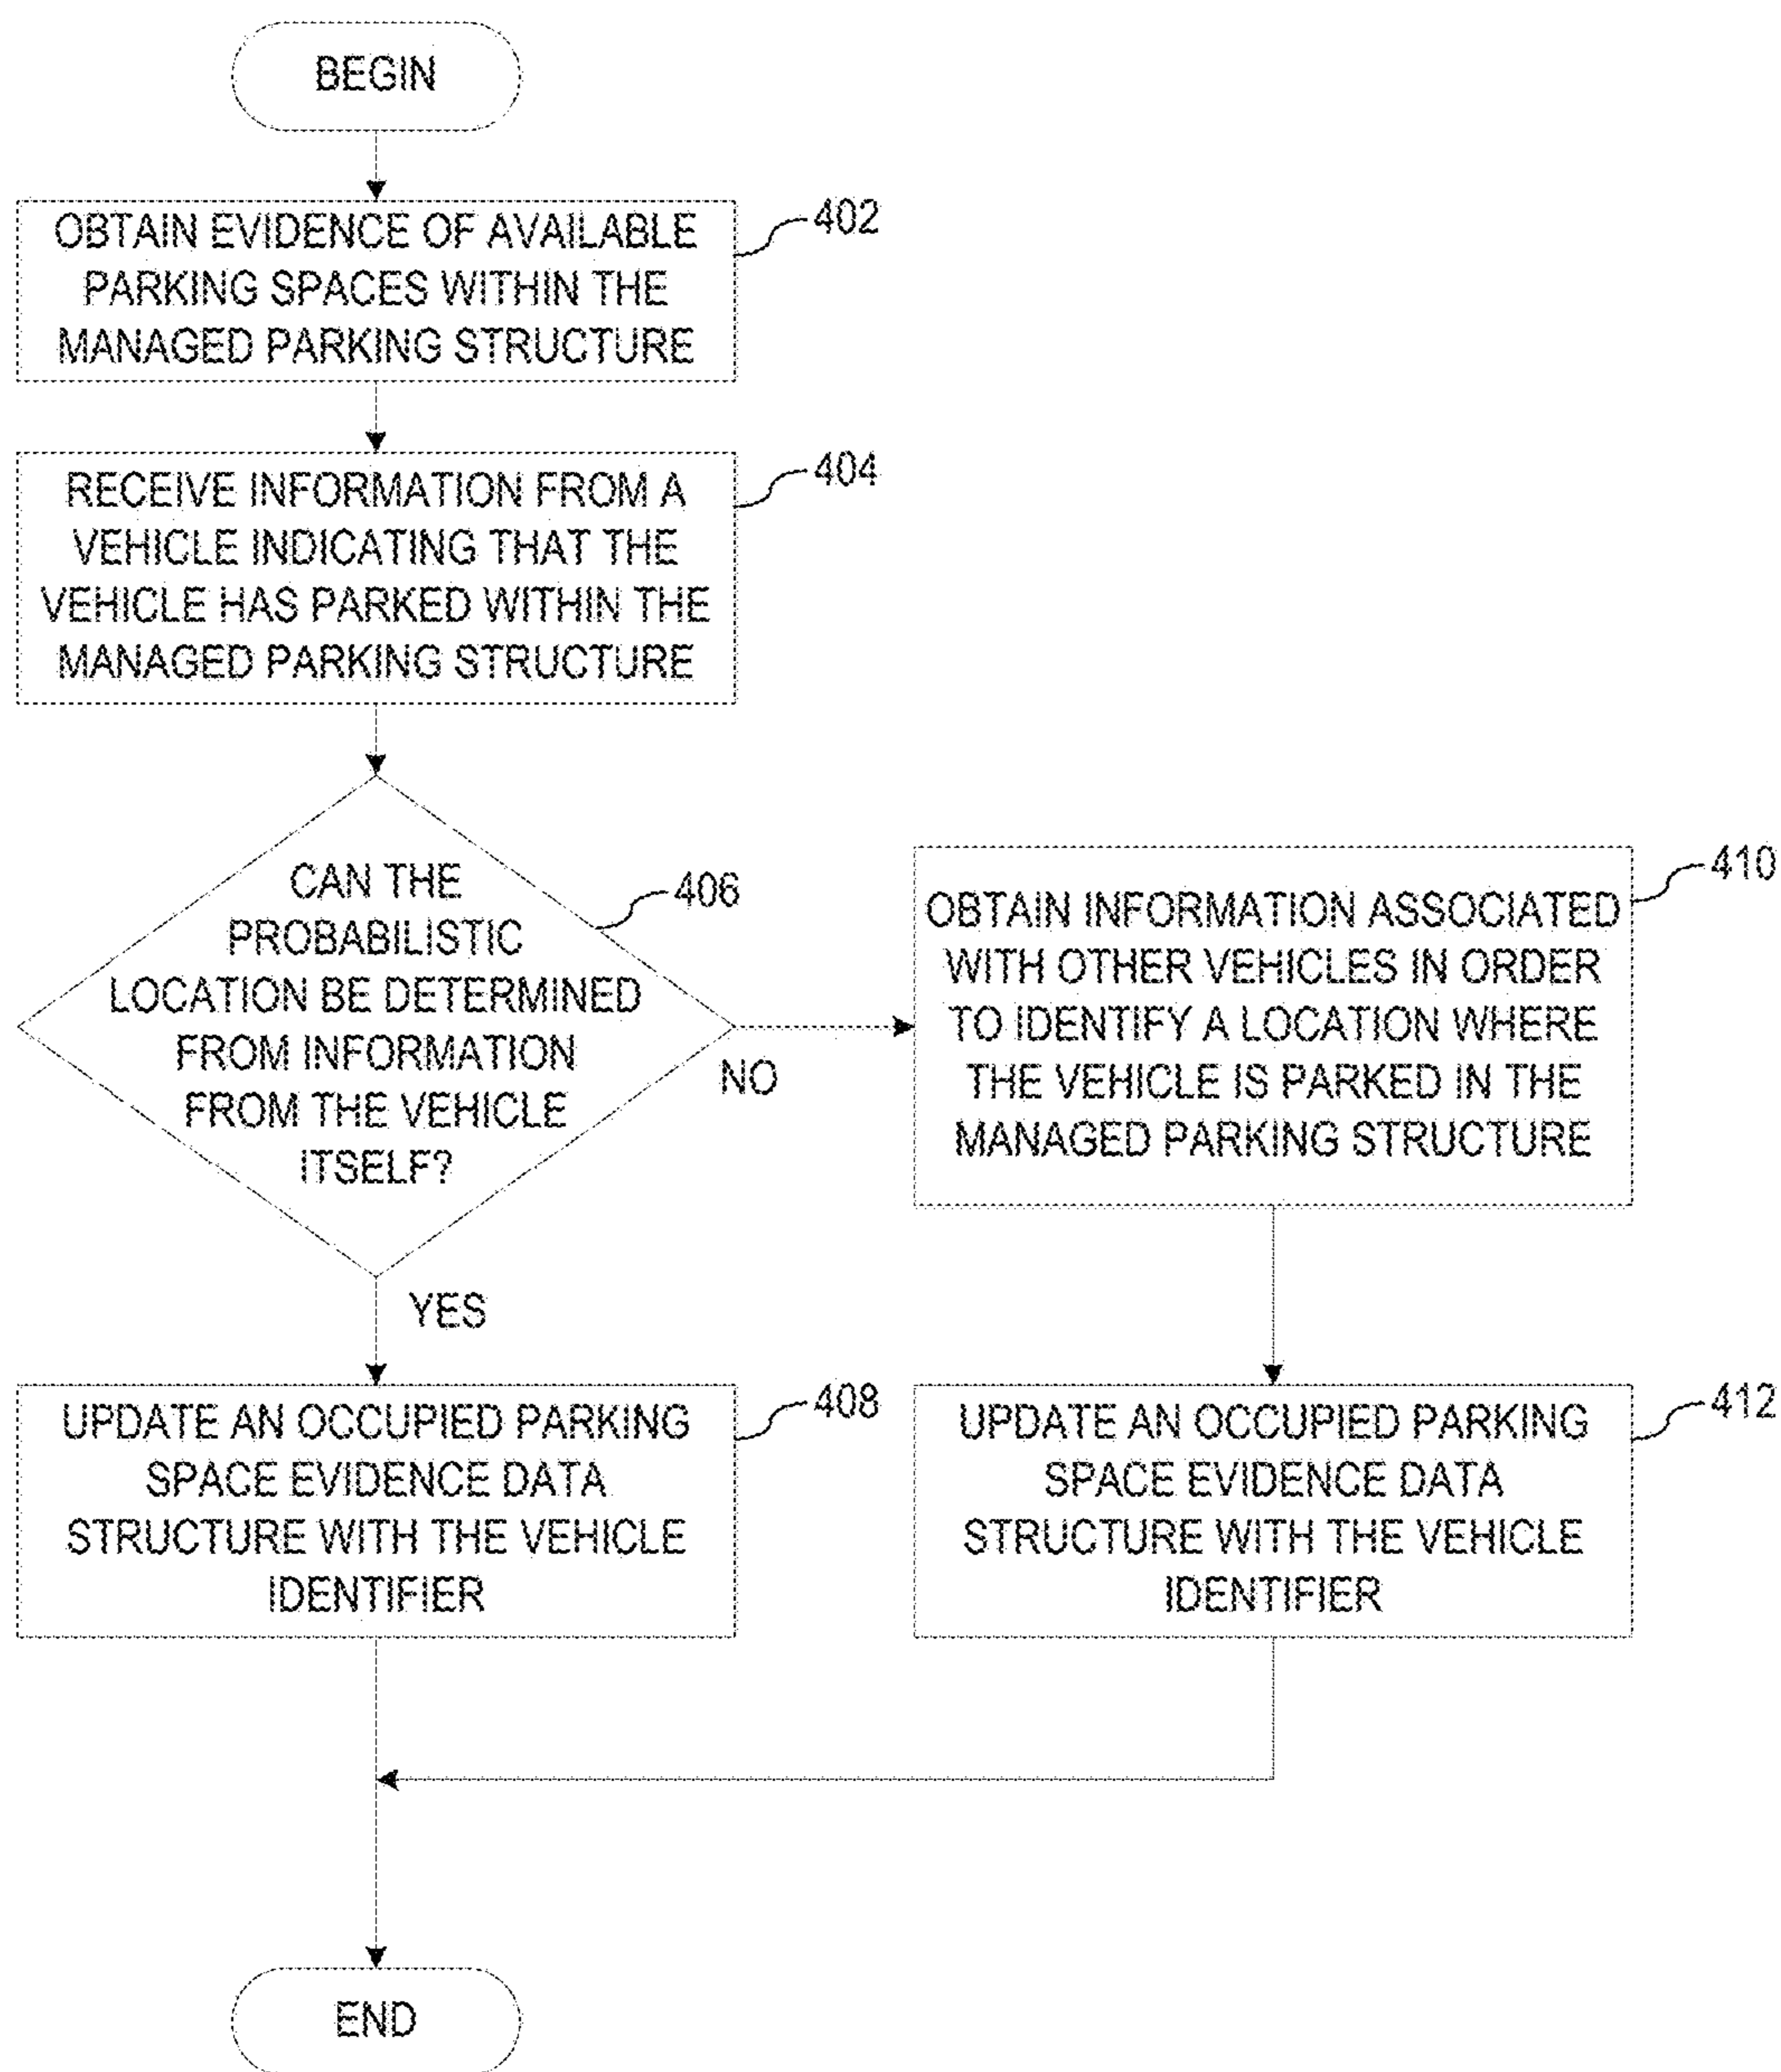 BEGIN
OBTAIN EVIDENCE OF AVAILABLE
PARKING SPACES WITHIN THE
MANAGED PARKING STRUCTURE
402
RECEIVE INFORMATION FROM A
VEHICLE INDICATING THAT THE
VEHICLE HAS PARKED WITHIN THE
MANAGED PARKING STRUCTURE
404
CAN THE
PROBABILISTIC
LOCATION BE DETERMINED
FROM INFORMATION
FROM THE VEHICLE
ITSELF?
406
NO
OBTAIN INFORMATION ASSOCIATED
WITH OTHER VEHICLES IN ORDER
TO IDENTIFY A LOCATION WHERE
THE VEHICLE IS PARKED IN THE
MANAGED PARKING STRUCTURE
410
YES
UPDATE AN OCCUPIED PARKING
SPACE EVIDENCE DATA
STRUCTURE WITH THE VEHICLE
IDENTIFIER
408
UPDATE AN OCCUPIED PARKING
SPACE EVIDENCE DATA
STRUCTURE WITH THE VEHICLE
IDENTIFIER
412
END